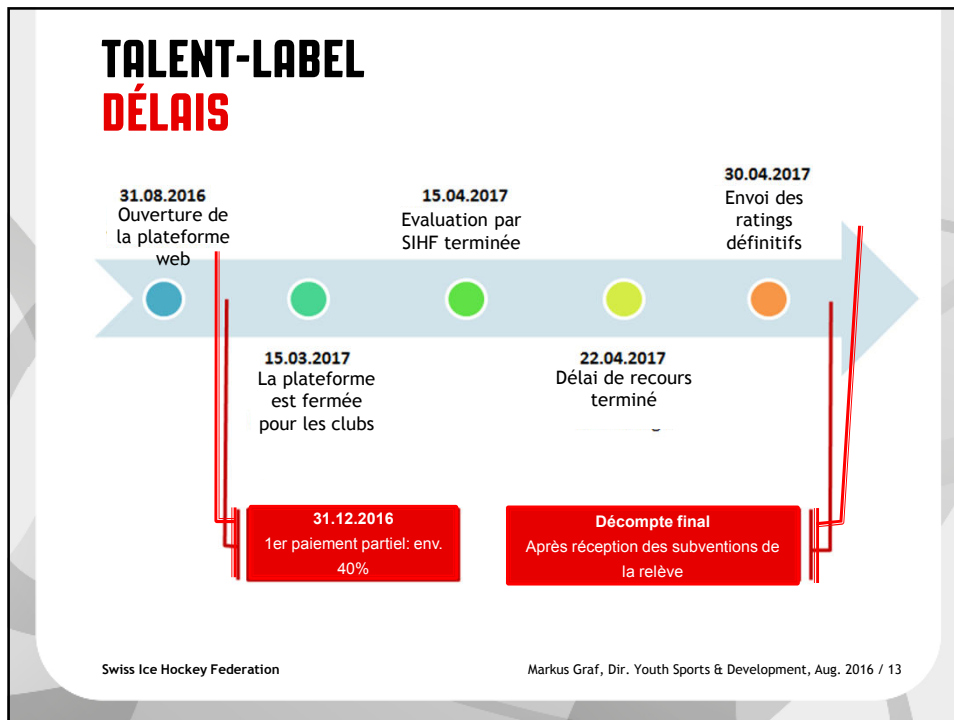 TALENT-LABEL
DÉLAIS
31.08.2016
Ouverture de
la plateforme
web
15.04.2017
Evaluation par
SIHF terminée
30.04.2017
Envoi des
ratings
définitifs
15.03.2017
La plateforme
est fermée
pour les clubs
22.04.2017
Délai de recours
terminé
31.12.2016
1er paiement partiel: env.
40%
Décompte final
Après réception des subventions de
la relève
Swiss Ice Hockey Federation
Markus Graf, Dir. Youth Sports & Development, Aug. 2016 / 13